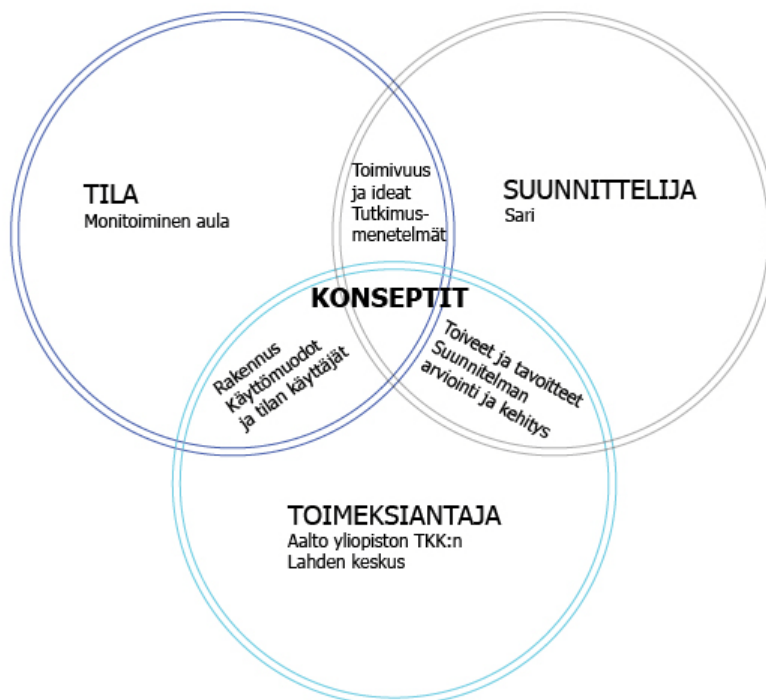 TILA
Monitoiminen aula
Toimivuus
ja ideat
Tutkimus-
menetelmät
SUUNNITTELIJA
Sari
KONSEPTIT
Rakennus
Käyttömuodot
ja tilan käyttäjät
Toiveet ja tavoitteet
Suunnitelman
arviointi ja kehitys
TOIMEKSIANTAJA
Aalto yliopiston TKK:n
Lahden keskus